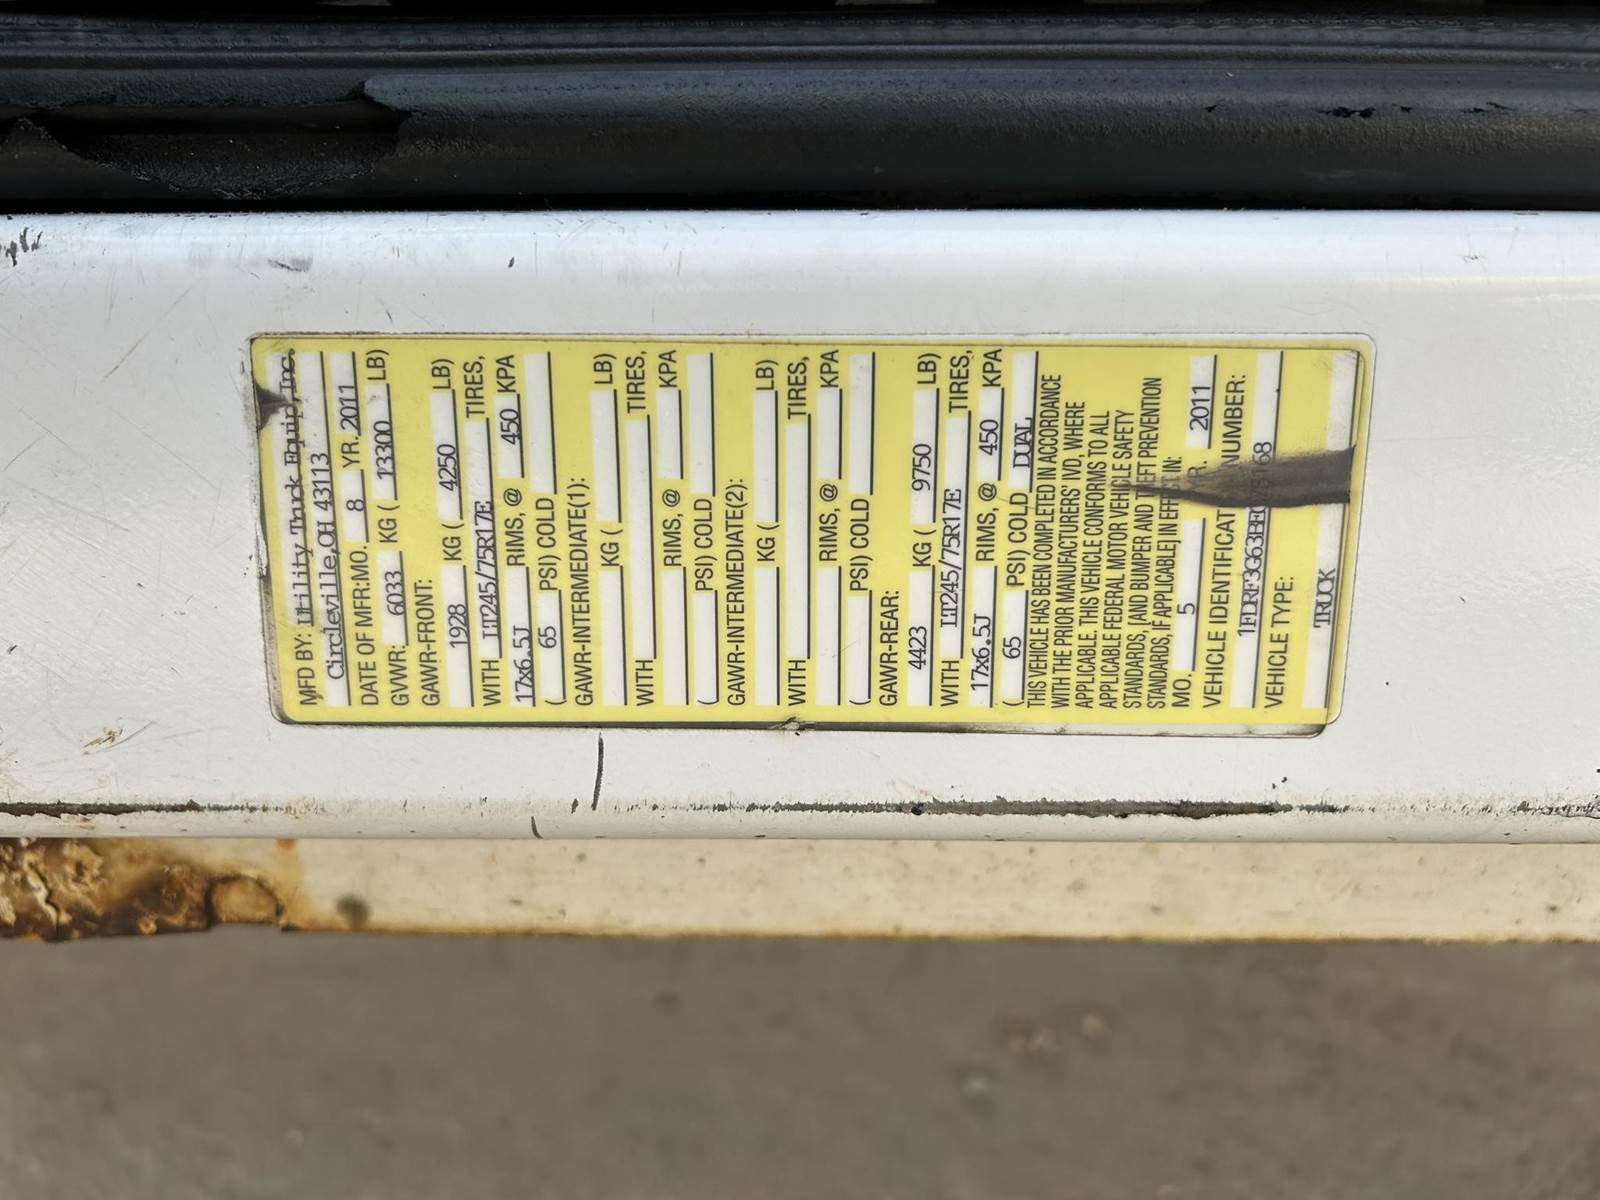 MFD BY: Utility Truck Equip, Inc.
Circleville, OH 43113
DATE OF MFR: MO. 8 YR. 2011
GVWR: 6033 KG ( 13300 LB)
GAWR-FRONT:
1928 KG ( 4250 LB)
WITH LT245/75R17E TIRES,
17x6.5J RIMS, @ 450 KPA
( 65 PSI) COLD
GAWR-INTERMEDIATE(1):
KG ( LB)
WITH TIRES,
RIMS, @ KPA
( PSI) COLD
GAWR-INTERMEDIATE(2):
KG ( LB)
WITH TIRES,
RIMS, @ KPA
( PSI) COLD
GAWR-REAR:
4423 KG ( 9750 LB)
WITH LT245/75R17E TIRES,
17x6.5J RIMS, @ 450 KPA
( 65 PSI) COLD DUAL
THIS VEHICLE HAS BEEN COMPLETED IN ACCORDANCE
WITH THE PRIOR MANUFACTURERS' IVD, WHERE
APPLICABLE. THIS VEHICLE CONFORMS TO ALL
APPLICABLE FEDERAL MOTOR VEHICLE SAFETY
STANDARDS, [AND BUMPER AND THEFT PREVENTION
STANDARDS, IF APPLICABLE] IN EFFECT IN:
MO. 5 YR. 2011
VEHICLE IDENTIFICATION NUMBER:
VEHICLE TYPE:
TRUCK